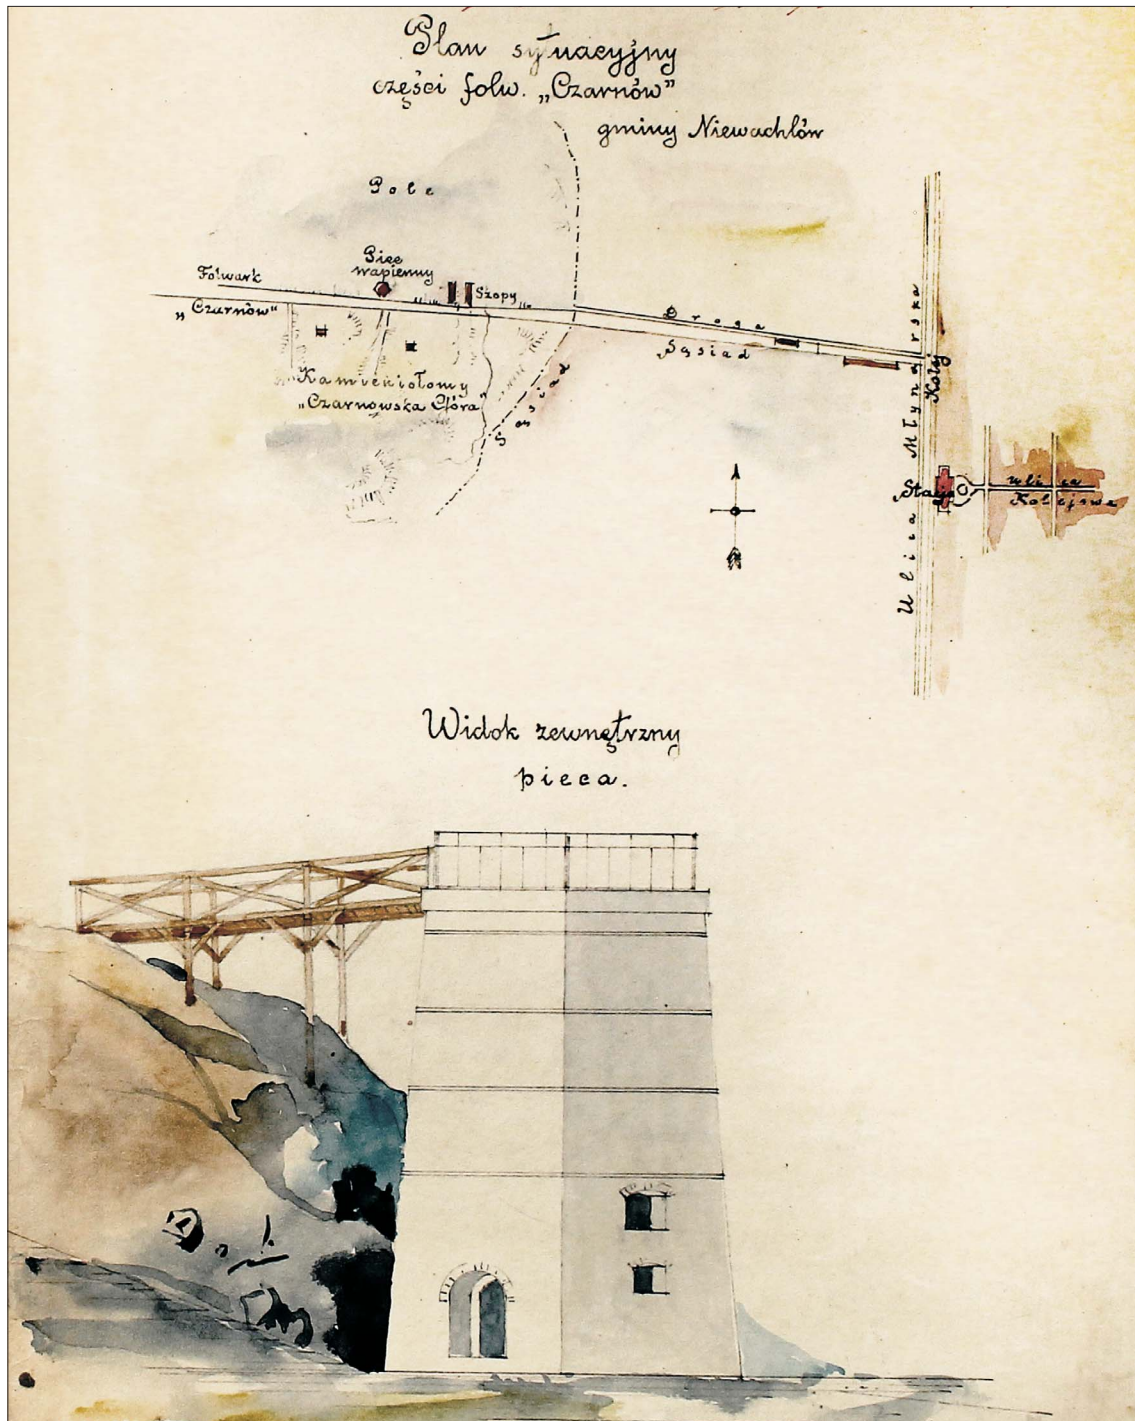 Plan sytuacyjny
części folw. „Czarnów”
gminy Niewachlów
Pole
Piec
wapienny
Folwark
„Czarnów”
Szopy
Droga
Sąsiad
Kamieniołomy
„Czarnowska Góra”
Sąsiad
Ulica Młynarska
Kolej
Stacja
ulica
Kolejowa
Widok zewnętrzny
pieca.